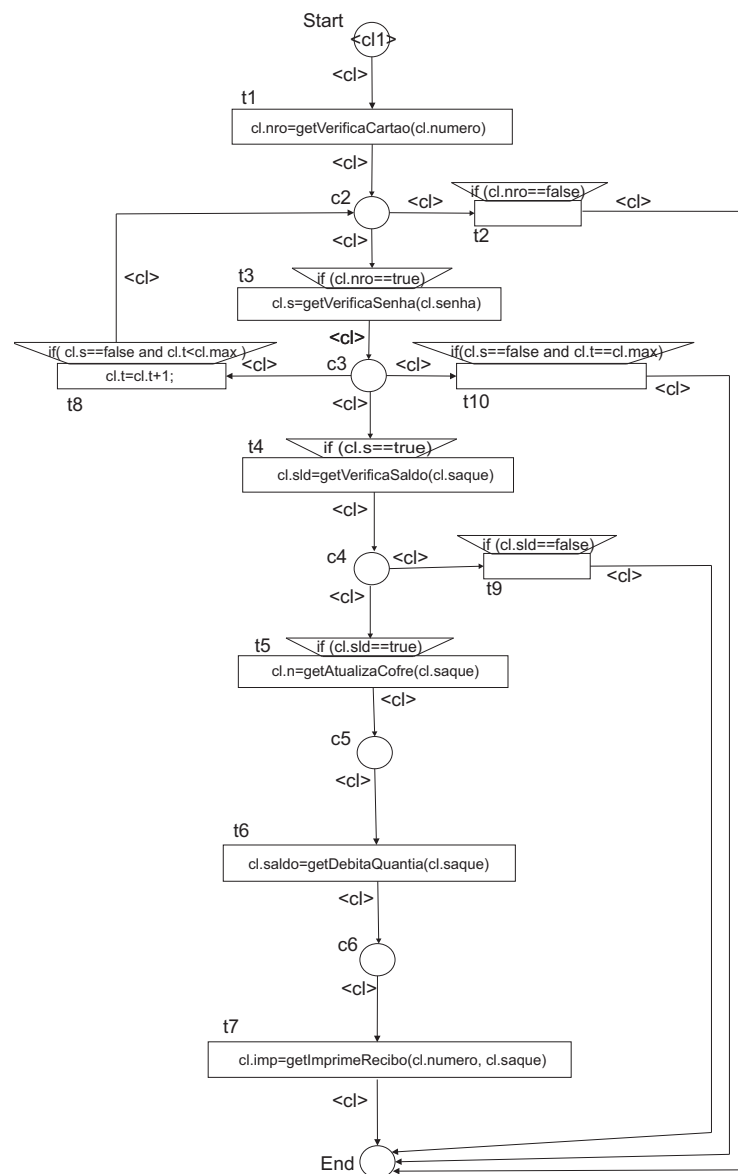 Start
<cl1>
<cl>
t1
cl.nro=getVerificaCartao(cl.numero)
<cl>
c2
<cl>
if (cl.nro==false)
<cl>
t2
<cl>
<cl>
t3
if (cl.nro==true)
cl.s=getVerificaSenha(cl.senha)
<cl>
if( cl.s==false and cl.t<cl.max )
<cl>
c3
<cl>
if(cl.s==false and cl.t==cl.max)
cl.t=cl.t+1;
<cl>
t8
t10
<cl>
t4
if (cl.s==true)
cl.sld=getVerificaSaldo(cl.saque)
<cl>
c4
<cl>
if (cl.sld==false)
<cl>
t9
<cl>
t5
if (cl.sld==true)
cl.n=getAtualizaCofre(cl.saque)
<cl>
c5
<cl>
t6
cl.saldo=getDebitaQuantia(cl.saque)
<cl>
c6
<cl>
t7
cl.imp=getImprimeRecibo(cl.numero, cl.saque)
<cl>
End